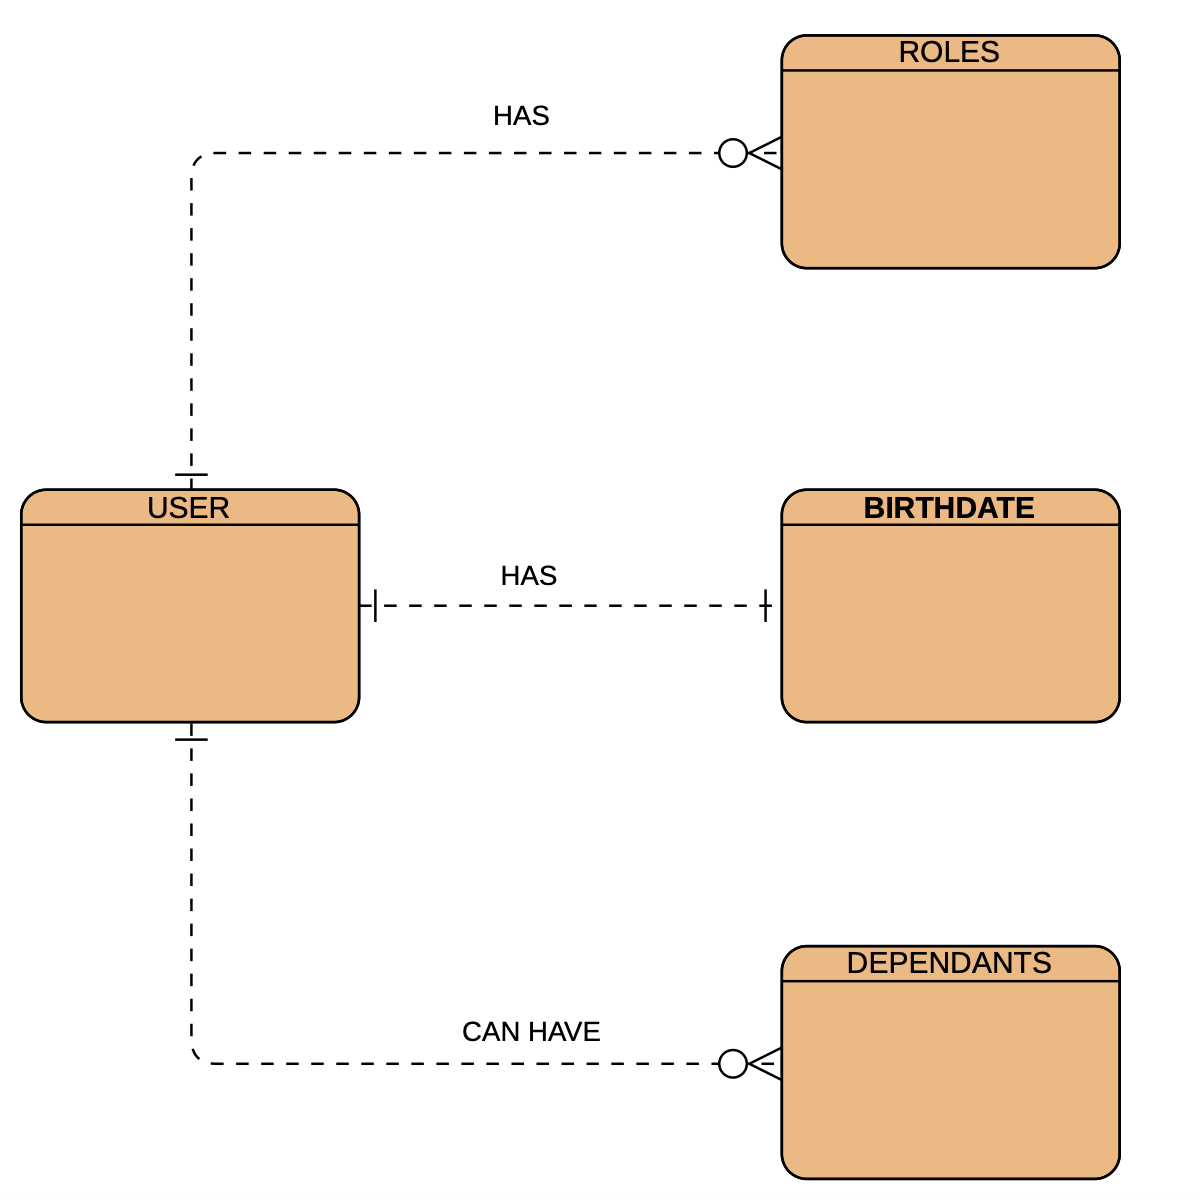 ROLES
HAS
USER
BIRTHDATE
HAS
DEPENDANTS
CAN HAVE